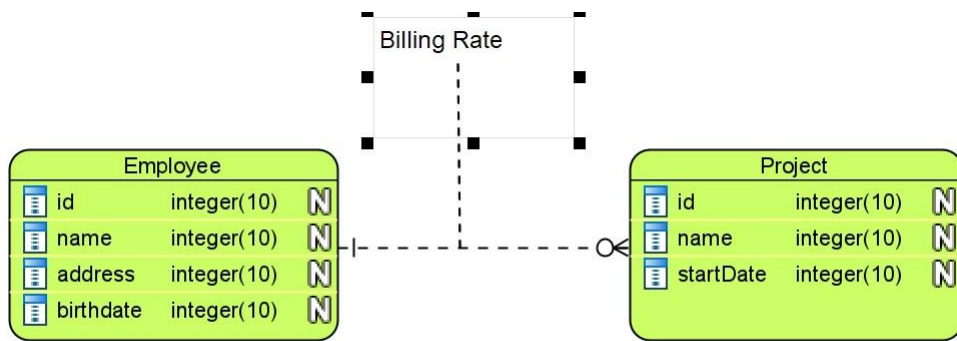 Billing Rate
Employee
id integer(10) N
name integer(10) N
address integer(10) N
birthdate integer(10) N
Project
id integer(10) N
name integer(10) N
startDate integer(10) N